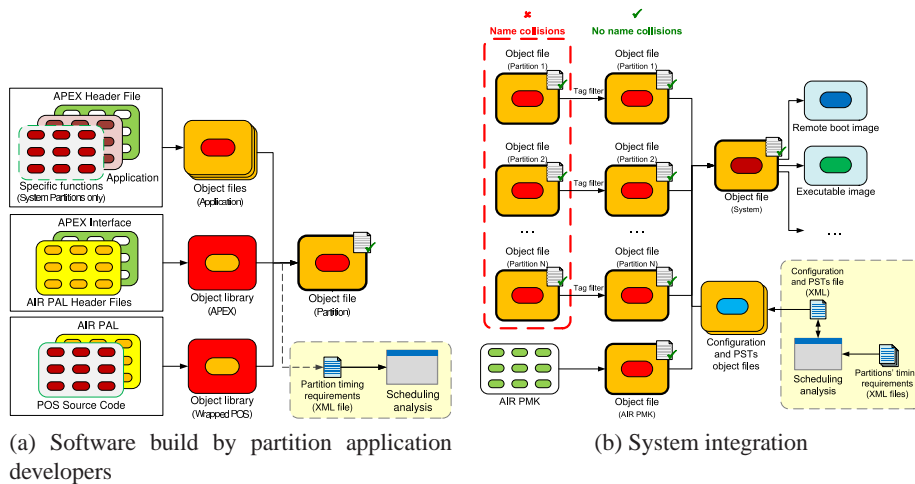 APEX Header File
Application
Specific functions
(System Partitions only)
Object files
(Application)
APEX Interface
AIR PAL Header Files
Object library
(APEX)
Object file
(Partition)
AIR PAL
POS Source Code
Object library
(Wrapped POS)
Partition timing
requirements
(XML file)
Scheduling
analysis
(a) Software build by partition application
developers
✘
Name collisions
✓
No name collisions
Object file
(Partition 1)
Tag filter
Object file
(Partition 1)
Object file
(Partition 2)
Tag filter
Object file
(Partition 2)
...
...
Object file
(Partition N)
Tag filter
Object file
(Partition N)
AIR PMK
Object file
(AIR PMK)
Object file
(System)
Remote boot image
Executable image
...
Configuration
and PSTs
object files
Configuration
and PSTs file
(XML)
Scheduling
analysis
Partitions' timing
requirements
(XML files)
(b) System integration